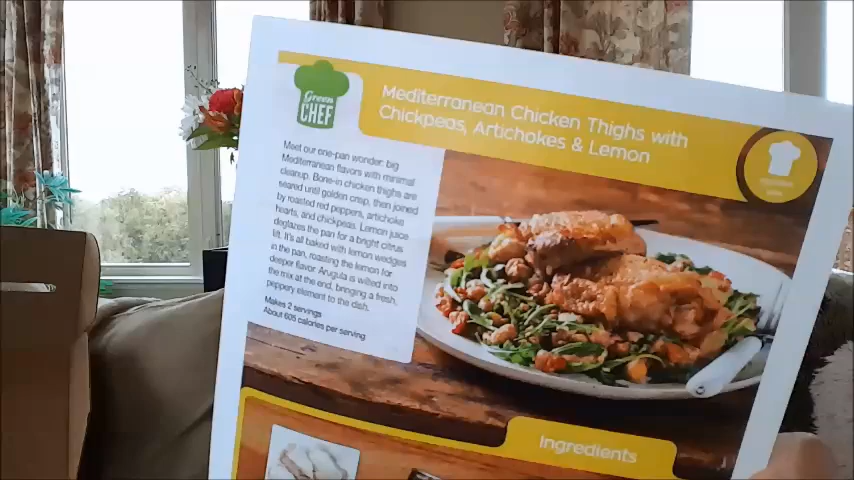 Green
CHEF
Mediterranean Chicken Thighs with
Chickpeas, Artichokes & Lemon
Meet our one-pan wonder: big
Mediterranean flavors with minimal
cleanup. Bone-in chicken thighs are
seared until golden crisp, then joined
by roasted red peppers, artichoke
hearts, and chickpeas. Lemon juice
deglazes the pan for a bright citrus
lift. It's all baked with lemon wedges
in the pan, roasting the lemon for
deeper flavor. Arugula is wilted into
the mix at the end, bringing a fresh,
peppery element to the dish.
Makes 2 servings
About 605 calories per serving
Ingredients